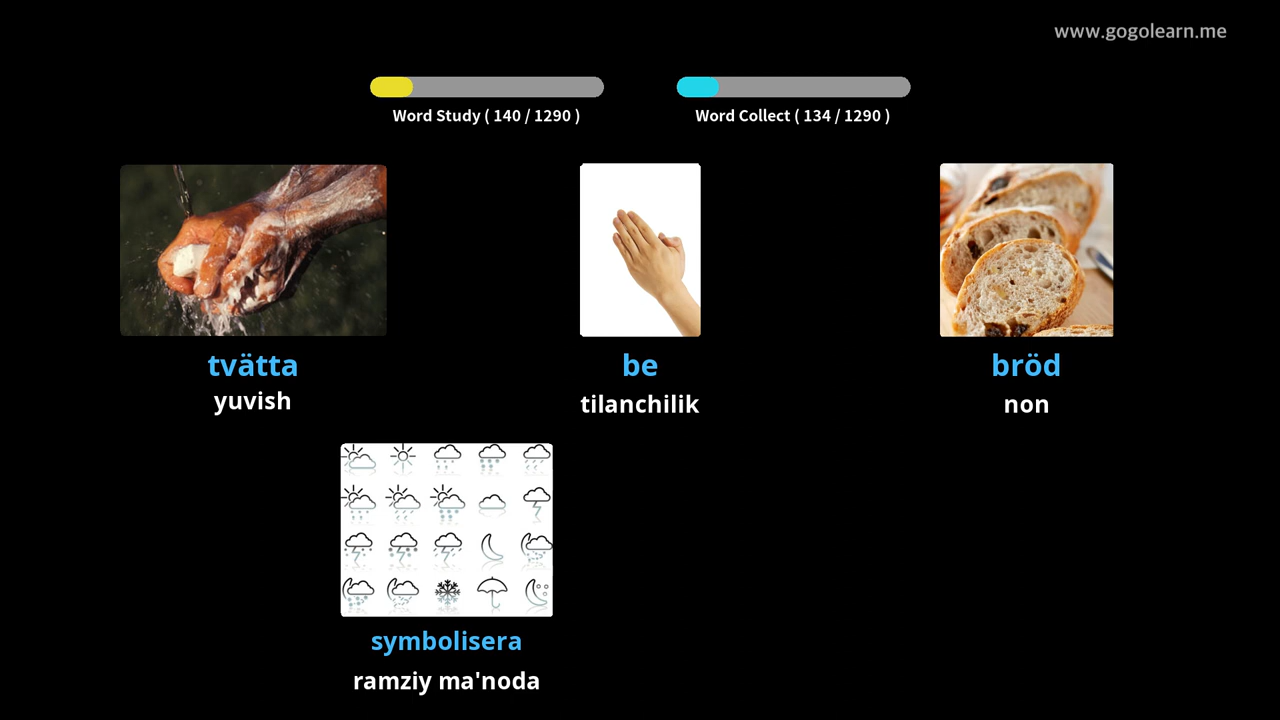 www.gogolearn.me
Word Study ( 140 / 1290 )
Word Collect ( 134 / 1290 )
tvätta
yuvish
be
tilanchilik
bröd
non
symbolisera
ramziy ma'noda